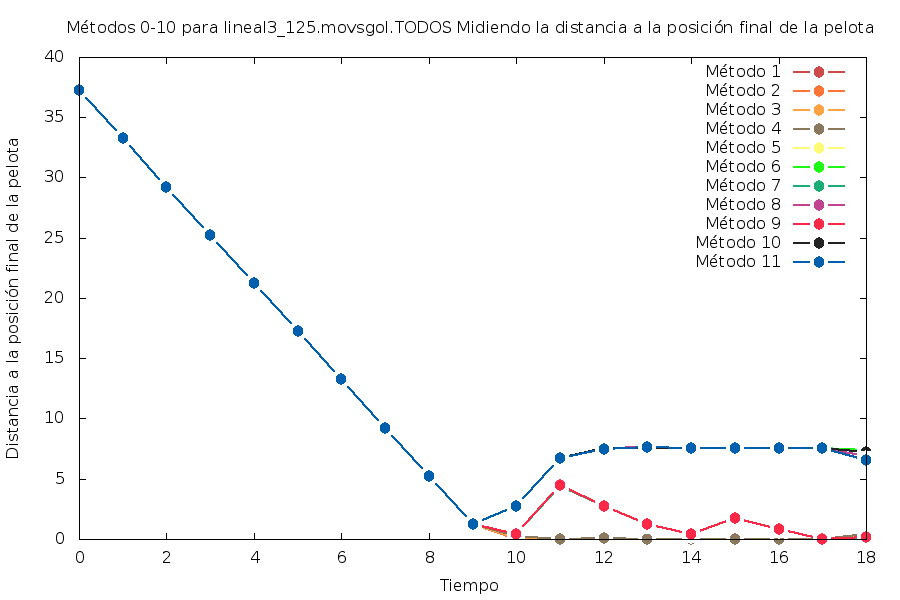 Métodos 0-10 para lineal3_125.movsgol.TODOS Midiendo la distancia a la posición final de la pelota
Distancia a la posición final de la pelota
40
35
30
25
20
15
10
5
0
Método 1
Método 2
Método 3
Método 4
Método 5
Método 6
Método 7
Método 8
Método 9
Método 10
Método 11
0 2 4 6 8 10 12 14 16 18
Tiempo